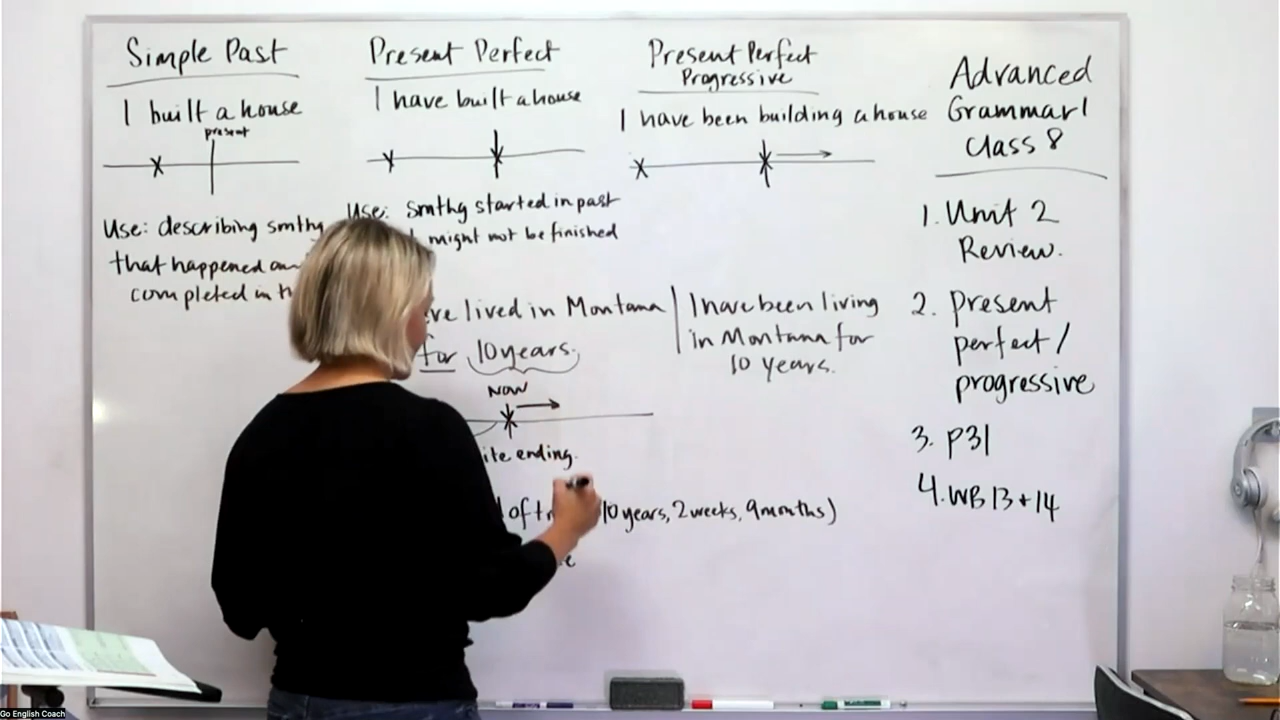 Simple Past
I built a house
present
Use: describing smthg
that happened an
completed in t
Present Perfect
I have built a house
Use: smthg started in past
might not be finished
ve lived in Montana
for 10 years.
NOW
ite ending.
of t (10 years, 2 weeks, 9 months)
Present Perfect
Progressive
I have been building a house
I have been living
in Montana for
10 years.
Advanced
Grammar 1
Class 8
1. Unit 2
Review.
2. Present
perfect /
progressive
3. P31
4. WB 13 + 14
Go English Coach